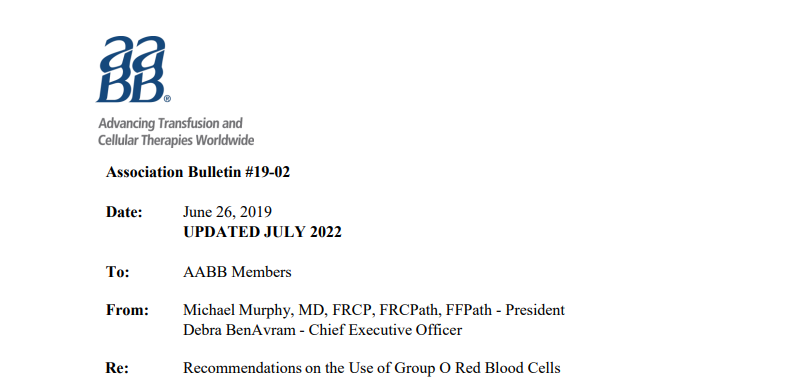 aaBB®
Advancing Transfusion and
Cellular Therapies Worldwide
Association Bulletin #19-02
Date: June 26, 2019
UPDATED JULY 2022
To: AABB Members
From: Michael Murphy, MD, FRCP, FRCPath, FFPath - President
Debra BenAvram - Chief Executive Officer
Re: Recommendations on the Use of Group O Red Blood Cells